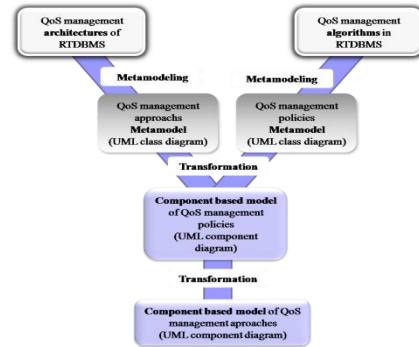 QoS management
architectures of
RTDBMS
QoS management
algorithms in
RTDBMS
Metamodeling
Metamodeling
QoS management
approachs
Metamodel
(UML class diagram)
QoS management
policies
Metamodel
(UML class diagram)
Transformation
Component based model
of QoS management
policies
(UML component
diagram)
Transformation
Component based model of QoS
management aproaches
(UML component diagram)